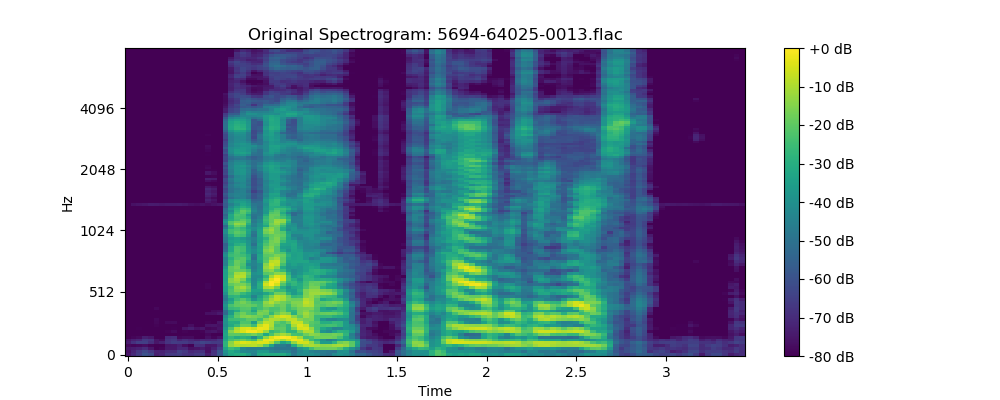 Original Spectrogram: 5694-64025-0013.flac
Hz
4096
2048
1024
512
0
0 0.5 1 1.5 2 2.5 3
Time
+0 dB
-10 dB
-20 dB
-30 dB
-40 dB
-50 dB
-60 dB
-70 dB
-80 dB